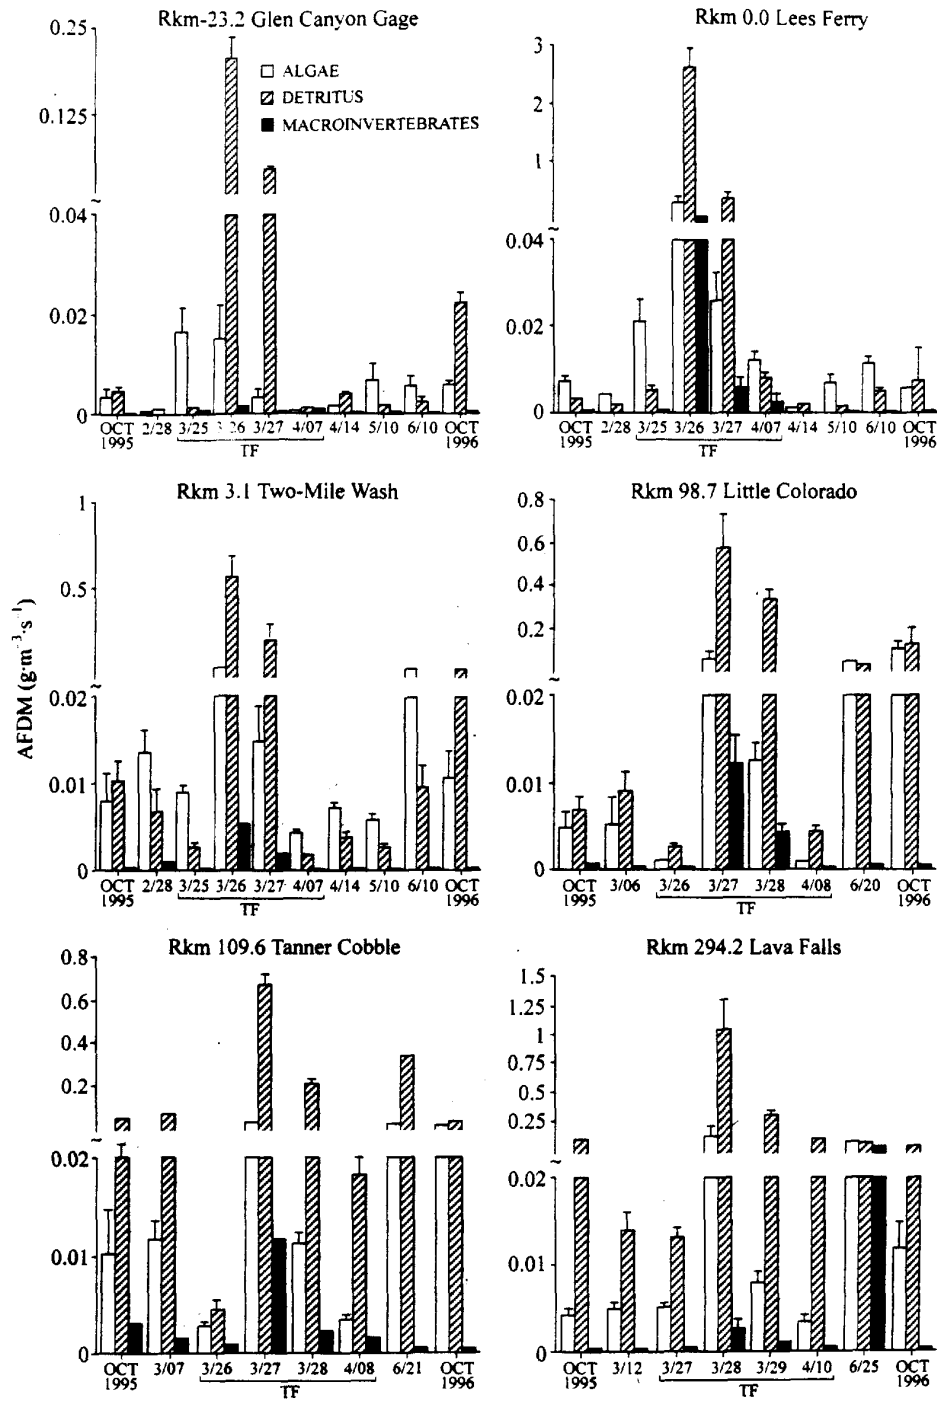 Rkm-23.2 Glen Canyon Gage
0.25
0.125
~
0.04
0.02
0
ALGAE
DETRITUS
MACROINVERTEBRATES
OCT 2/28 3/25 3/26 3/27 4/07 4/14 5/10 6/10 OCT
1995 1996
TF
Rkm 0.0 Lees Ferry
3
2
1
~
0.04
0.02
0
OCT 2/28 3/25 3/26 3/27 4/07 4/14 5/10 6/10 OCT
1995 1996
TF
AFDM (g·m⁻³·s⁻¹)
Rkm 3.1 Two-Mile Wash
1
0.5
~
0.02
0.01
0
OCT 2/28 3/25 3/26 3/27 4/07 4/14 5/10 6/10 OCT
1995 1996
TF
Rkm 98.7 Little Colorado
0.8
0.6
0.4
0.2
~
0.02
0.01
0
OCT 3/06 3/26 3/27 3/28 4/08 6/20 OCT
1995 1996
TF
Rkm 109.6 Tanner Cobble
0.8
0.6
0.4
0.2
~
0.02
0.01
0
OCT 3/07 3/26 3/27 3/28 4/08 6/21 OCT
1995 1996
TF
Rkm 294.2 Lava Falls
1.5
1.25
1
0.75
0.5
0.25
~
0.02
0.01
0
OCT 3/12 3/27 3/28 3/29 4/10 6/25 OCT
1995 1996
TF